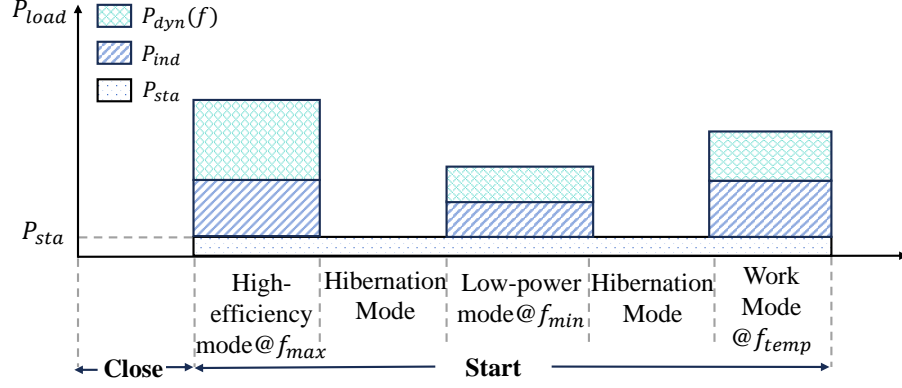 P_load
P_dyn(f)
P_ind
P_sta
P_sta
High-
efficiency
mode@f_max
Hibernation
Mode
Low-power
mode@f_min
Hibernation
Mode
Work
Mode
@f_temp
Close
Start